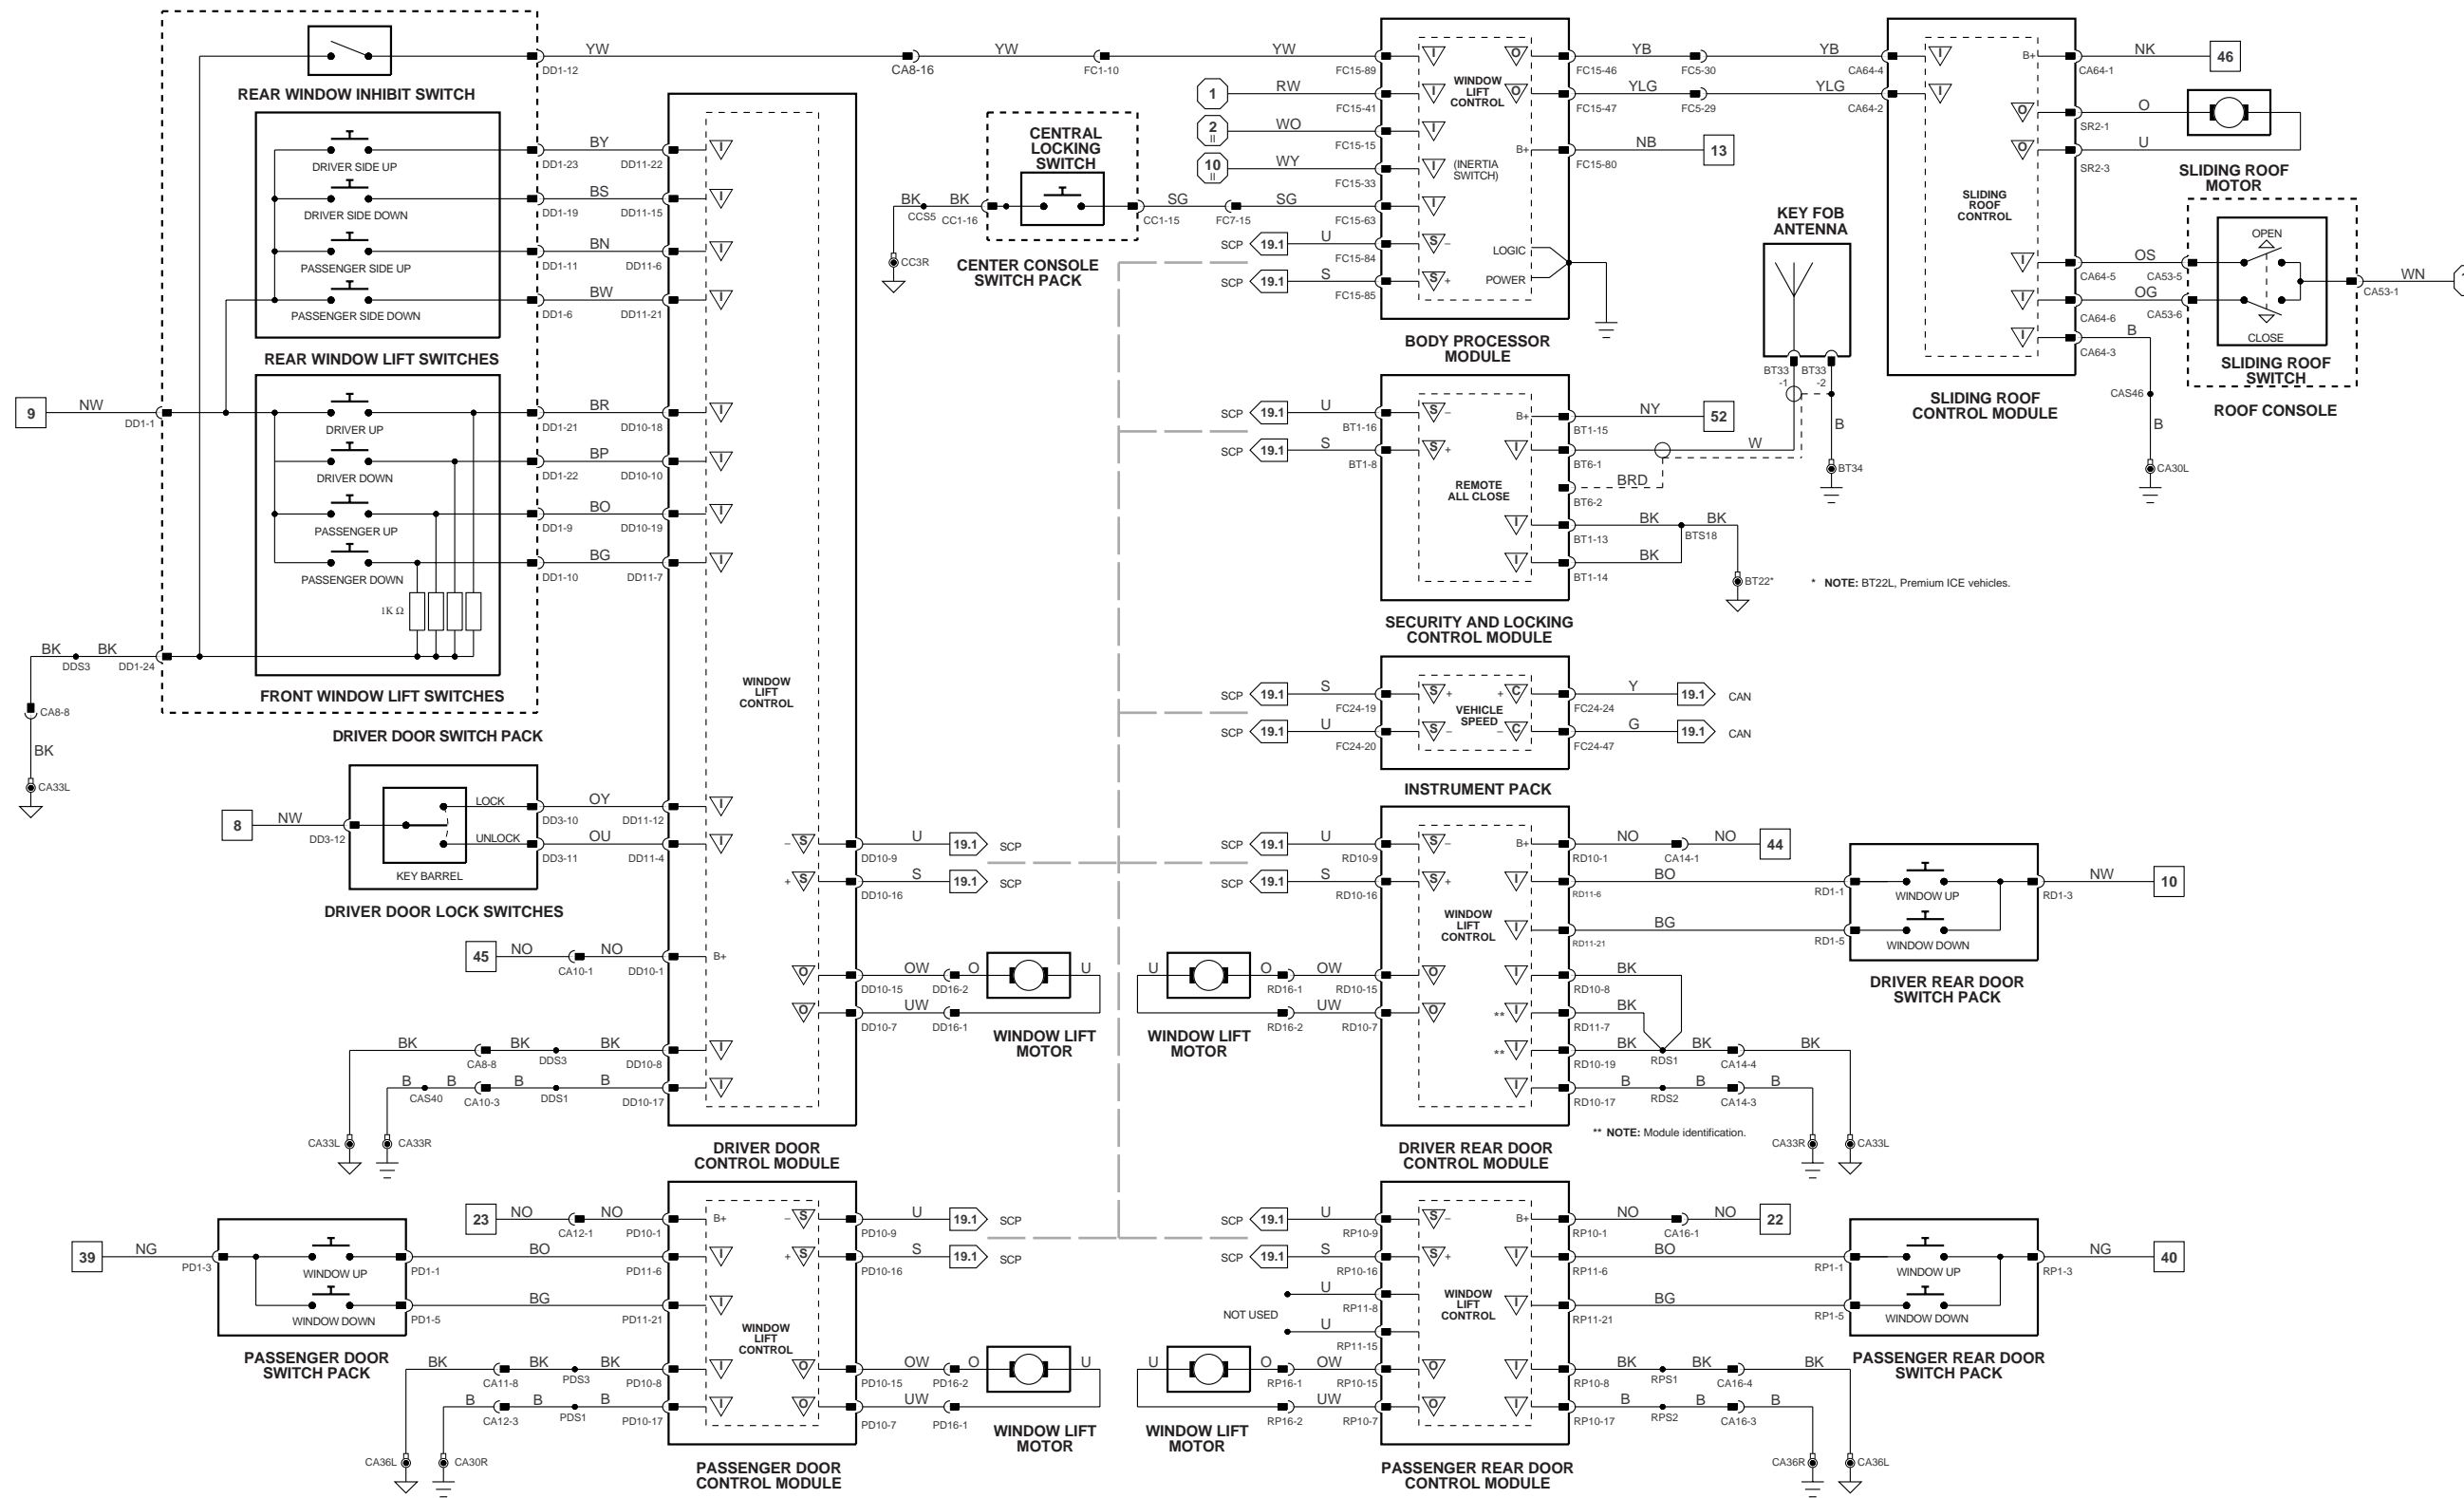 YW
DD1-12
CA8-16
YW
FC1-10
YW
FC15-89
REAR WINDOW INHIBIT SWITCH
DRIVER SIDE UP
DD1-23
BY
DD11-22
DRIVER SIDE DOWN
DD1-19
BS
DD11-15
PASSENGER SIDE UP
DD1-11
BN
DD11-6
PASSENGER SIDE DOWN
DD1-6
BW
DD11-21
REAR WINDOW LIFT SWITCHES
9
NW
DD1-1
DRIVER UP
DD1-21
BR
DD10-18
DRIVER DOWN
DD1-22
BP
DD10-10
PASSENGER UP
DD1-9
BO
DD10-19
PASSENGER DOWN
DD1-10
BG
DD11-7
1K Ω
BK
DDS3
BK
DD1-24
FRONT WINDOW LIFT SWITCHES
CA8-8
BK
CA33L
DRIVER DOOR SWITCH PACK
8
NW
DD3-12
LOCK
UNLOCK
KEY BARREL
DD3-10
OY
DD11-12
DD3-11
OU
DD11-4
DRIVER DOOR LOCK SWITCHES
45
NO
CA10-1
NO
DD10-1
BK
CA8-8
BK
DDS3
BK
DD10-8
B
CAS40
B
CA10-3
B
DDS1
B
DD10-17
CA33L
CA33R
I
I
I
I
I
I
I
I
WINDOW
LIFT
CONTROL
I
I
B+
I
I
– S
+ S
O
O
DD10-9
U
19.1
SCP
DD10-16
S
19.1
SCP
DD10-15
OW
DD16-2
O
U
DD10-7
UW
DD16-1
WINDOW LIFT
MOTOR
DRIVER DOOR
CONTROL MODULE
39
NG
PD1-3
WINDOW UP
WINDOW DOWN
PD1-1
BO
PD11-6
PD1-5
BG
PD11-21
PASSENGER DOOR
SWITCH PACK
23
NO
CA12-1
NO
PD10-1
BK
CA11-8
BK
PDS3
BK
PD10-8
B
CA12-3
B
PDS1
B
PD10-17
CA36L
CA30R
B+
I
I
WINDOW
LIFT
CONTROL
I
I
– S
+ S
O
O
PD10-9
U
19.1
SCP
PD10-16
S
19.1
SCP
PD10-15
OW
PD16-2
O
U
PD10-7
UW
PD16-1
WINDOW LIFT
MOTOR
PASSENGER DOOR
CONTROL MODULE
CENTRAL
LOCKING
SWITCH
BK
CCS5
BK
CC1-16
CC1-15
SG
FC7-15
SG
FC15-63
CC3R
CENTER CONSOLE
SWITCH PACK
1
RW
FC15-41
2
II
WO
FC15-15
10
II
WY
FC15-33
SCP
19.1
U
FC15-84
SCP
19.1
S
FC15-85
I
I
I
I
I
S–
S+
WINDOW
LIFT
CONTROL
(INERTIA
SWITCH)
O
O
B+
LOGIC
POWER
FC15-46
YB
FC5-30
YB
CA64-4
FC15-47
YLG
FC5-29
YLG
CA64-2
FC15-80
NB
13
BODY PROCESSOR
MODULE
SCP
19.1
U
BT1-16
SCP
19.1
S
BT1-8
S–
S+
B+
I
REMOTE
ALL CLOSE
I
I
BT1-15
NY
52
BT6-1
W
BT6-2
BRD
BT1-13
BK
BTS18
BK
BT1-14
BK
BT22*
* NOTE: BT22L, Premium ICE vehicles.
KEY FOB
ANTENNA
BT33
-1
BT33
-2
B
BT34
SECURITY AND LOCKING
CONTROL MODULE
SCP
19.1
S
FC24-19
SCP
19.1
U
FC24-20
S+
+ C
VEHICLE
SPEED
S–
– C
FC24-24
Y
19.1
CAN
FC24-47
G
19.1
CAN
INSTRUMENT PACK
SCP
19.1
U
RD10-9
SCP
19.1
S
RD10-16
U
O
RD16-1
OW
RD10-15
RD16-2
UW
RD10-7
WINDOW LIFT
MOTOR
S–
S+
B+
I
WINDOW
LIFT
CONTROL
I
O
I
O
** I
** I
I
RD10-1
NO
CA14-1
NO
44
RD11-6
BO
RD1-1
RD11-21
BG
RD1-5
WINDOW UP
WINDOW DOWN
RD1-3
NW
10
DRIVER REAR DOOR
SWITCH PACK
RD10-8
BK
RD11-7
BK
RD10-19
BK
RDS1
BK
CA14-4
BK
RD10-17
B
RDS2
B
CA14-3
B
** NOTE: Module identification.
CA33R
CA33L
DRIVER REAR DOOR
CONTROL MODULE
SCP
19.1
U
RP10-9
SCP
19.1
S
RP10-16
U
RP11-8
NOT USED
U
RP11-15
U
O
RP16-1
OW
RP10-15
RP16-2
UW
RP10-7
WINDOW LIFT
MOTOR
S–
S+
B+
I
WINDOW
LIFT
CONTROL
I
O
I
O
I
RP10-1
NO
CA16-1
NO
22
RP11-6
BO
RP1-1
RP11-21
BG
RP1-5
WINDOW UP
WINDOW DOWN
RP1-3
NG
40
PASSENGER REAR DOOR
SWITCH PACK
RP10-8
BK
RPS1
BK
CA16-4
BK
RP10-17
B
RPS2
B
CA16-3
B
CA36R
CA36L
PASSENGER REAR DOOR
CONTROL MODULE
I
I
B+
O
O
SLIDING
ROOF
CONTROL
I
I
I
CA64-1
NK
46
SR2-1
O
SR2-3
U
SLIDING ROOF
MOTOR
CA64-5
OS
CA53-5
CA64-6
OG
CA53-6
CA64-3
B
CAS46
B
CA30L
OPEN
CLOSE
CA53-1
WN
SLIDING ROOF
SWITCH
ROOF CONSOLE
SLIDING ROOF
CONTROL MODULE